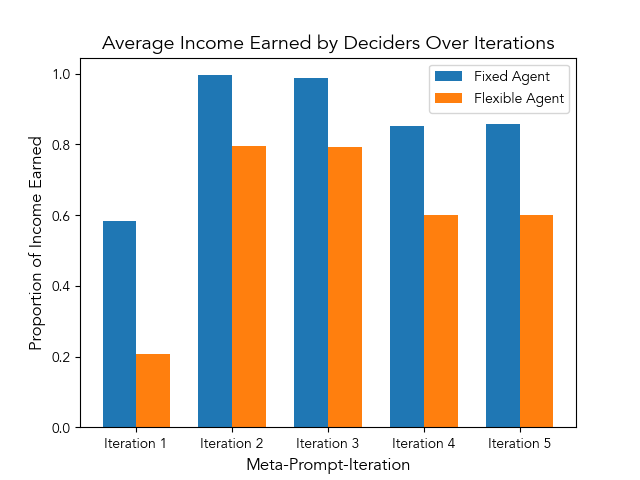 Average Income Earned by Deciders Over Iterations
Fixed Agent
Flexible Agent
Proportion of Income Earned
1.0
0.8
0.6
0.4
0.2
0.0
Iteration 1 Iteration 2 Iteration 3 Iteration 4 Iteration 5
Meta-Prompt-Iteration